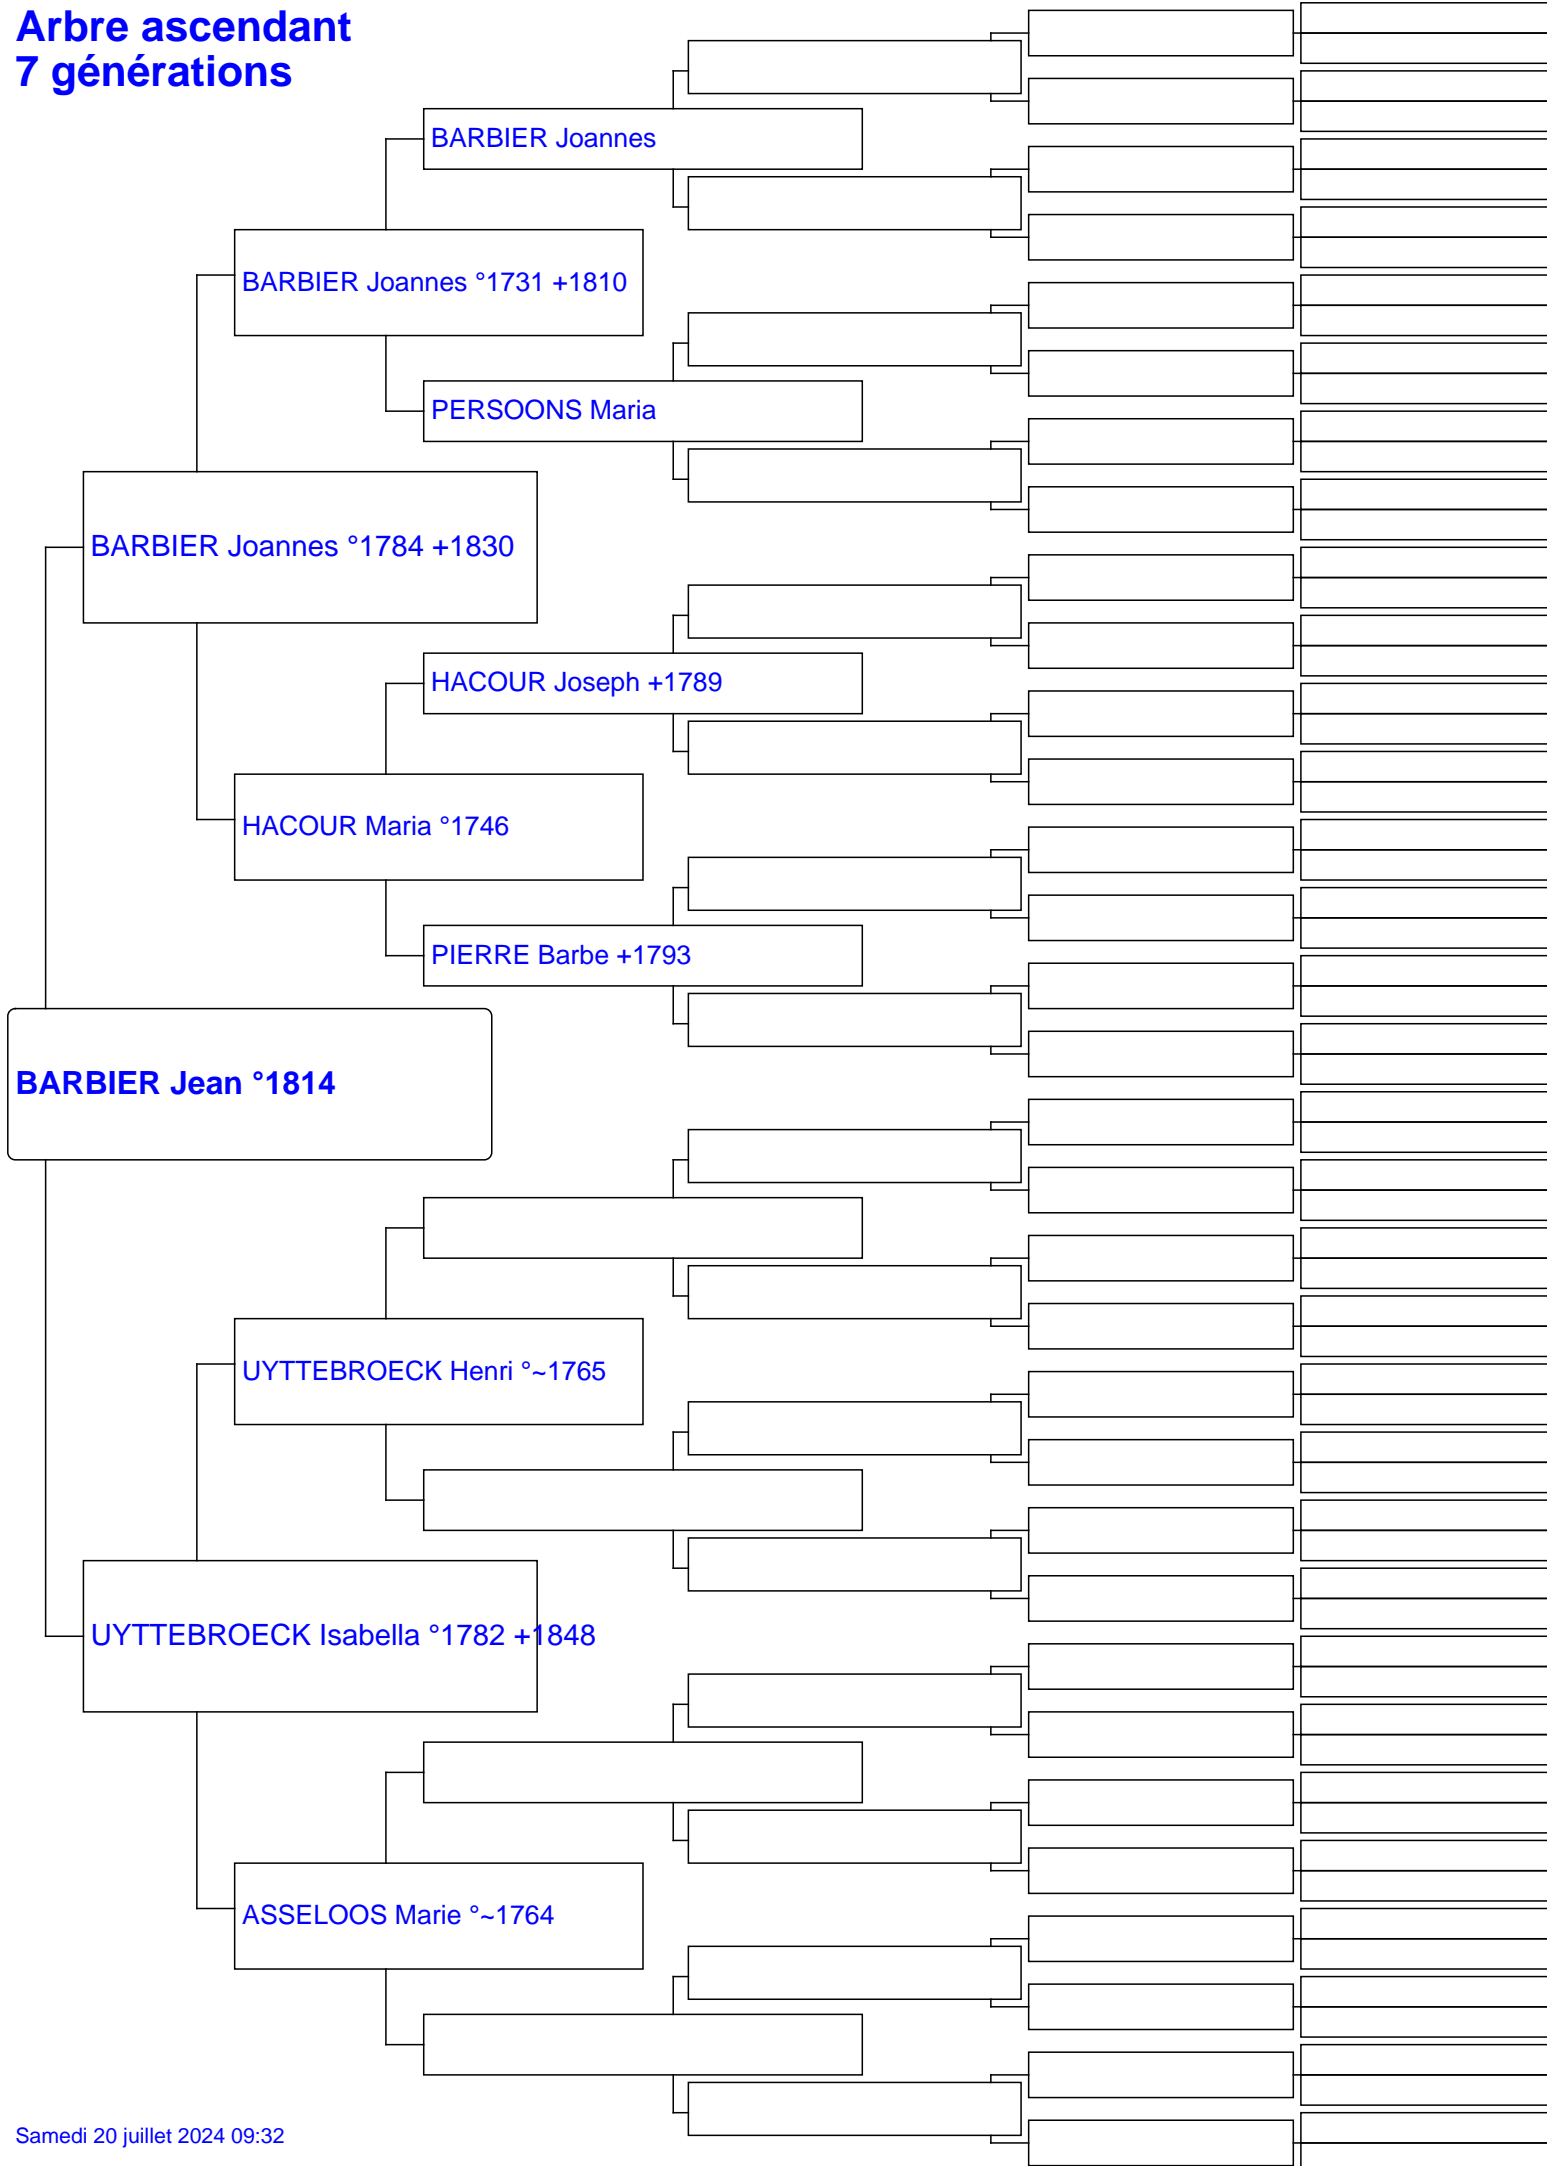 Arbre ascendant
7 générations
BARBIER Joannes
BARBIER Joannes °1731 +1810
PERSOONS Maria
BARBIER Joannes °1784 +1830
HACOUR Joseph +1789
HACOUR Maria °1746
PIERRE Barbe +1793
BARBIER Jean °1814
UYTTEBROECK Henri °~1765
UYTTEBROECK Isabella °1782 +1848
ASSELOOS Marie °~1764
Samedi 20 juillet 2024 09:32